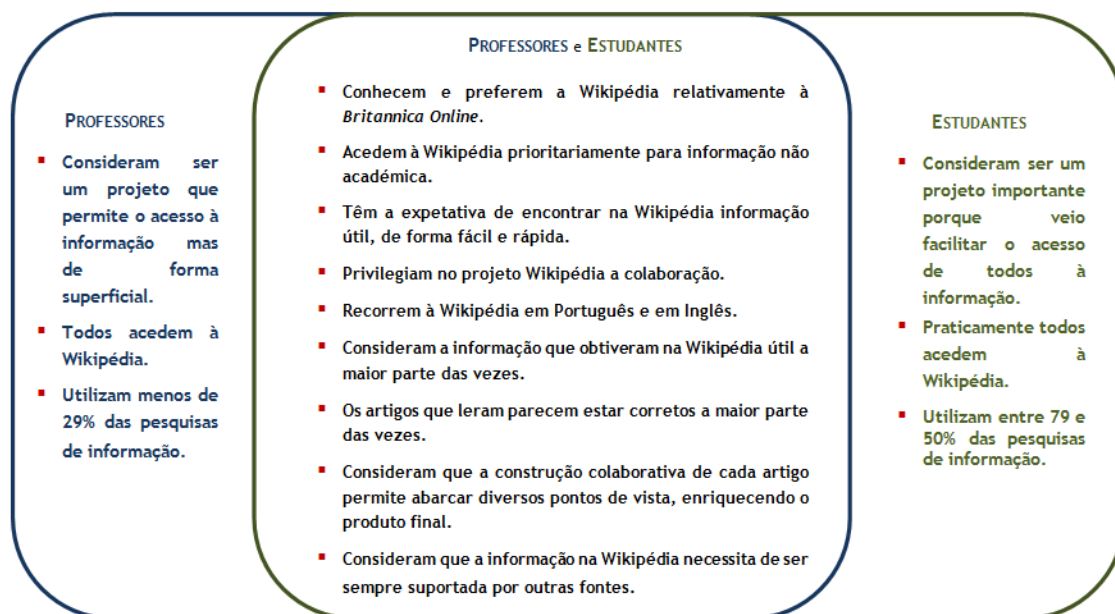 PROFESSORES
Consideram ser
um projeto que
permite o acesso à
informação mas
de forma
superficial.
Todos acedem à
Wikipédia.
Utilizam menos de
29% das pesquisas
de informação.
PROFESSORES e ESTUDANTES
Conhecem e preferem a Wikipédia relativamente à
Britannica Online.
Acedem à Wikipédia prioritariamente para informação não
académica.
Têm a expetativa de encontrar na Wikipédia informação
útil, de forma fácil e rápida.
Privilegiam no projeto Wikipédia a colaboração.
Recorrem à Wikipédia em Português e em Inglês.
Consideram a informação que obtiveram na Wikipédia útil a
maior parte das vezes.
Os artigos que leram parecem estar corretos a maior parte
das vezes.
Consideram que a construção colaborativa de cada artigo
permite abarcar diversos pontos de vista, enriquecendo o
produto final.
Consideram que a informação na Wikipédia necessita de ser
sempre suportada por outras fontes.
ESTUDANTES
Consideram ser um
projeto importante
porque veio
facilitar o acesso
de todos à
informação.
Praticamente todos
acedem à
Wikipédia.
Utilizam entre 79 e
50% das pesquisas
de informação.